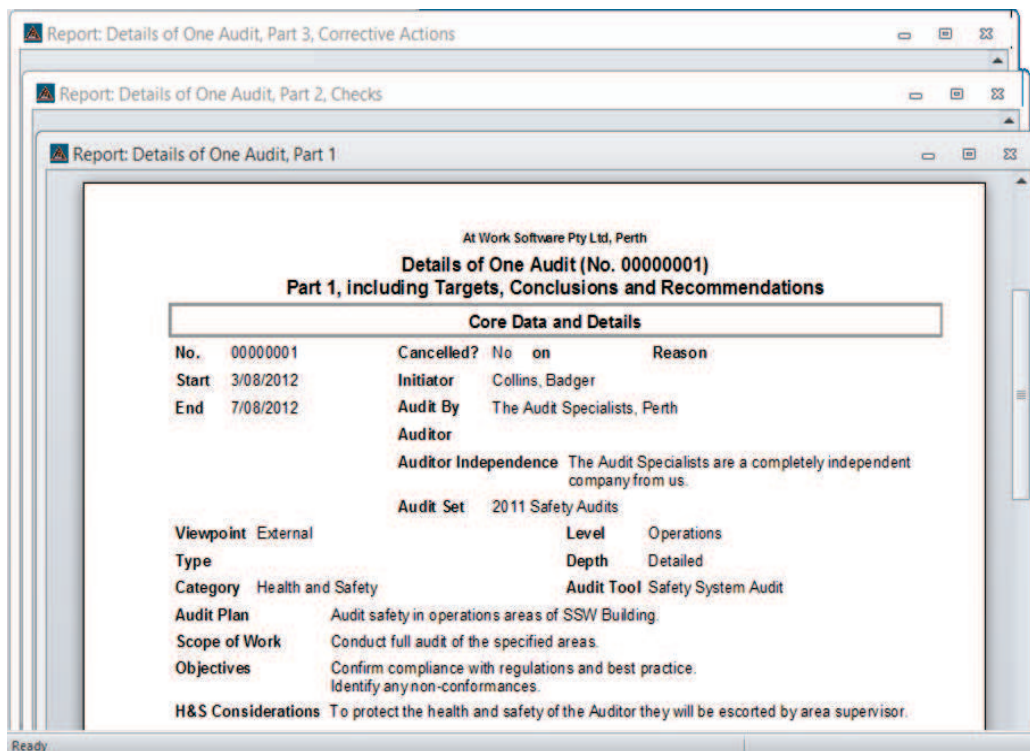 Report: Details of One Audit, Part 3, Corrective Actions
Report: Details of One Audit, Part 2, Checks
Report: Details of One Audit, Part 1
At Work Software Pty Ltd, Perth
Details of One Audit (No. 00000001)
Part 1, including Targets, Conclusions and Recommendations
Core Data and Details
No. 00000001 Cancelled? No on Reason
Start 3/08/2012 Initiator Collins, Badger
End 7/08/2012 Audit By The Audit Specialists, Perth
Auditor
Auditor Independence The Audit Specialists are a completely independent
company from us.
Audit Set 2011 Safety Audits
Viewpoint External Level Operations
Type Depth Detailed
Category Health and Safety Audit Tool Safety System Audit
Audit Plan Audit safety in operations areas of SSW Building.
Scope of Work Conduct full audit of the specified areas.
Objectives Confirm compliance with regulations and best practice.
Identify any non-conformances.
H&S Considerations To protect the health and safety of the Auditor they will be escorted by area supervisor.
Ready